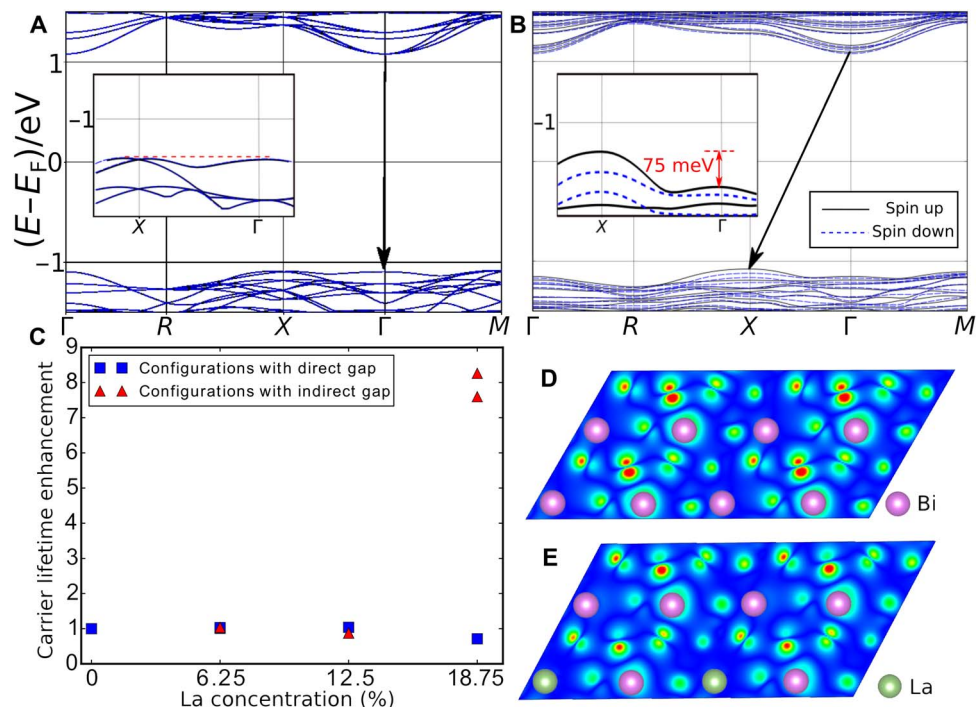 A
B
(E−E_F)/eV
1
0
−1
−1
X
Γ
−1
75 meV
X
Γ
Spin up
Spin down
Γ
R
X
Γ
M
Γ
R
X
Γ
M
C
Carrier lifetime enhancement
9
8
7
6
5
4
3
2
1
0
Configurations with direct gap
Configurations with indirect gap
0
6.25
12.5
18.75
La concentration (%)
D
Bi
E
La